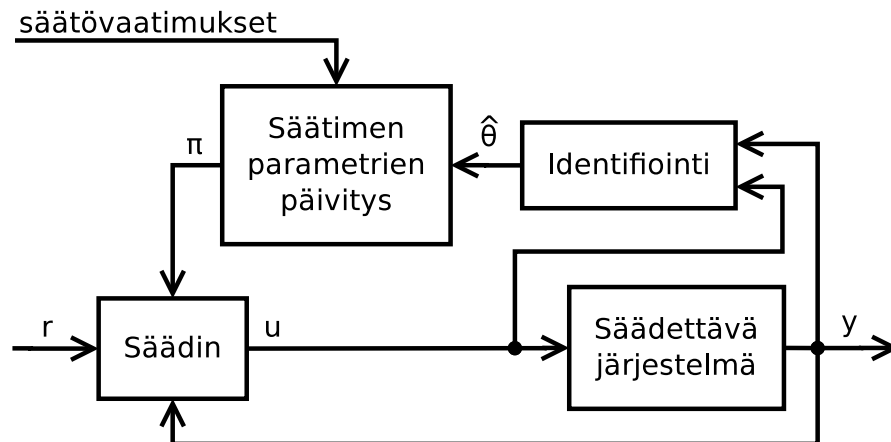 säätövaatimukset
Säätimen
parametrien
päivitys
π
θ̂
Identifiointi
r
Säädin
u
Säädettävä
järjestelmä
y